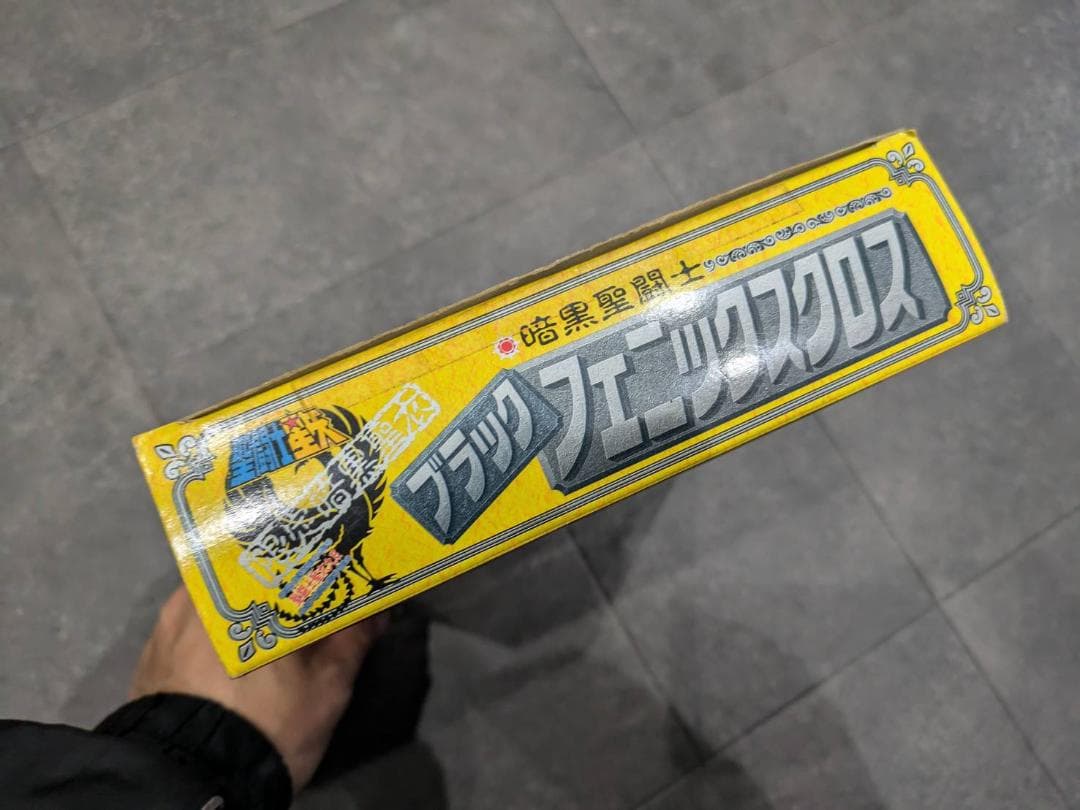 暗黒聖闘士
ブラック
フェニックスクロス
聖闘士聖矢